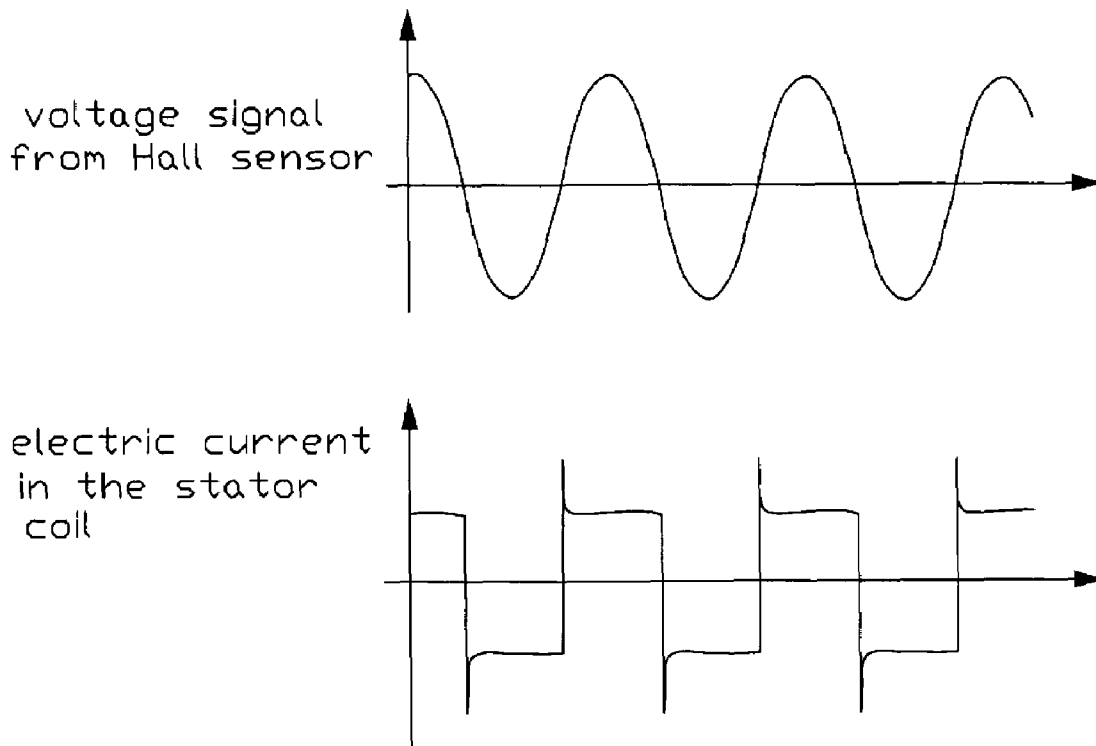 voltage signal
from Hall sensor
electric current
in the stator
coil